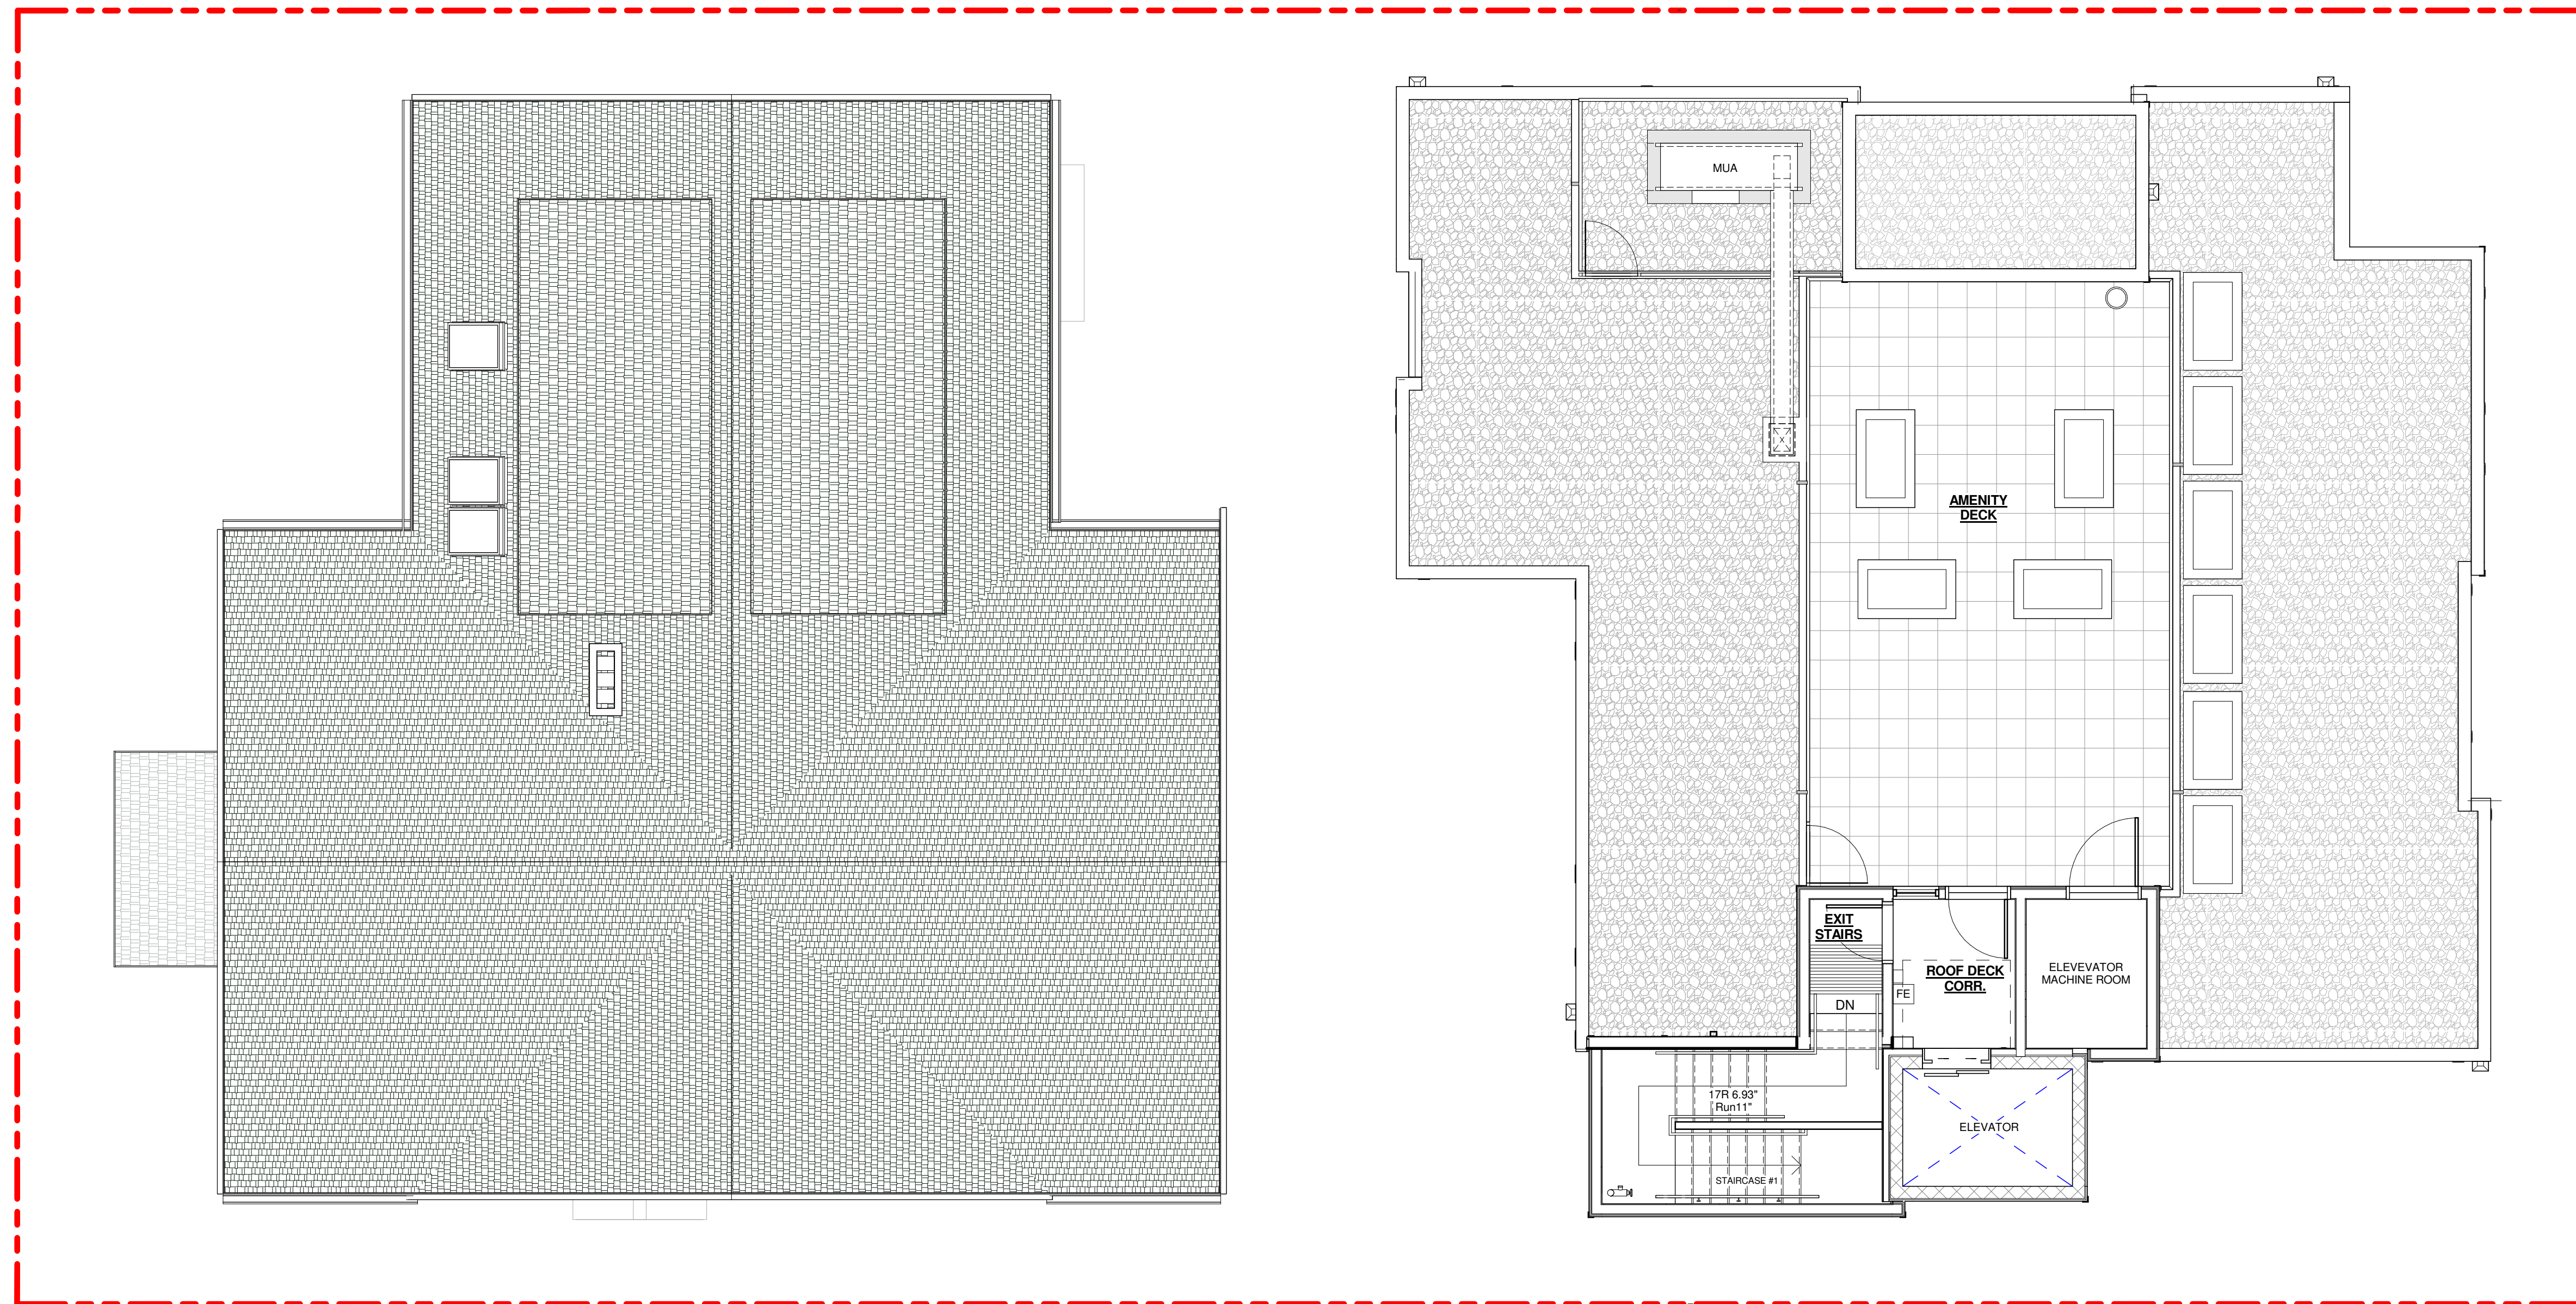 MUA
AMENITY
DECK
EXIT
STAIRS
ROOF DECK
CORR.
ELEVEVATOR
MACHINE ROOM
FE
DN
17R 6.93"
Run11"
ELEVATOR
STAIRCASE #1